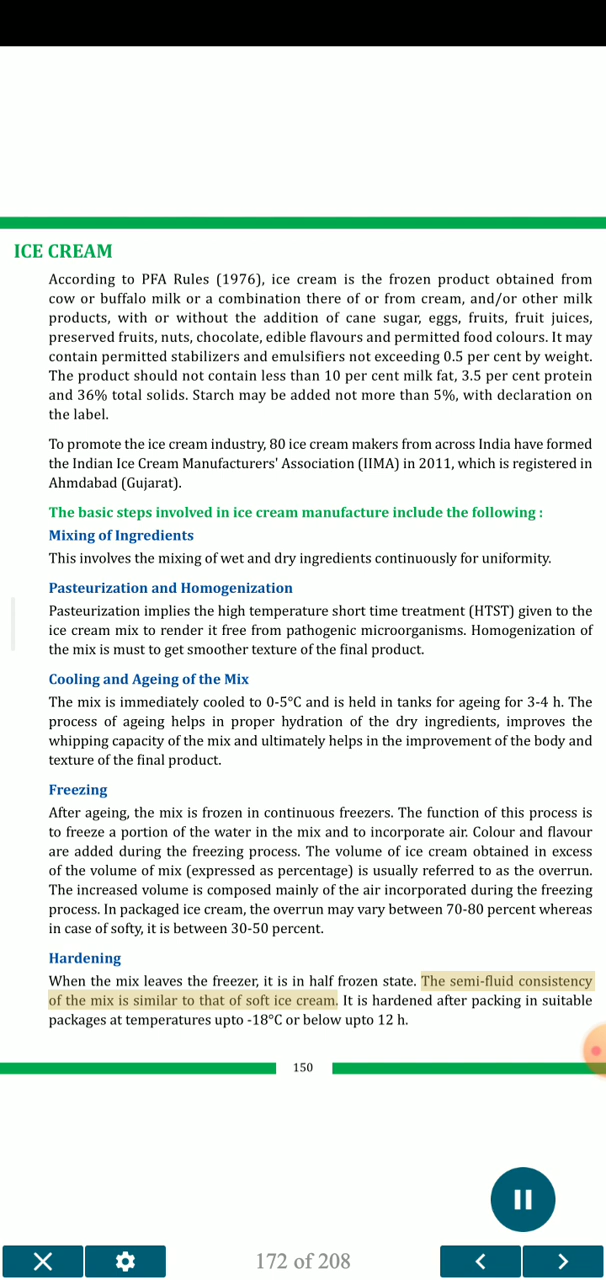 ICE CREAM
According to PFA Rules (1976), ice cream is the frozen product obtained from
cow or buffalo milk or a combination there of or from cream, and/or other milk
products, with or without the addition of cane sugar, eggs, fruits, fruit juices,
preserved fruits, nuts, chocolate, edible flavours and permitted food colours. It may
contain permitted stabilizers and emulsifiers not exceeding 0.5 per cent by weight.
The product should not contain less than 10 per cent milk fat, 3.5 per cent protein
and 36% total solids. Starch may be added not more than 5%, with declaration on
the label.
To promote the ice cream industry, 80 ice cream makers from across India have formed
the Indian Ice Cream Manufacturers' Association (IIMA) in 2011, which is registered in
Ahmdabad (Gujarat).
The basic steps involved in ice cream manufacture include the following :
Mixing of Ingredients
This involves the mixing of wet and dry ingredients continuously for uniformity.
Pasteurization and Homogenization
Pasteurization implies the high temperature short time treatment (HTST) given to the
ice cream mix to render it free from pathogenic microorganisms. Homogenization of
the mix is must to get smoother texture of the final product.
Cooling and Ageing of the Mix
The mix is immediately cooled to 0-5°C and is held in tanks for ageing for 3-4 h. The
process of ageing helps in proper hydration of the dry ingredients, improves the
whipping capacity of the mix and ultimately helps in the improvement of the body and
texture of the final product.
Freezing
After ageing, the mix is frozen in continuous freezers. The function of this process is
to freeze a portion of the water in the mix and to incorporate air. Colour and flavour
are added during the freezing process. The volume of ice cream obtained in excess
of the volume of mix (expressed as percentage) is usually referred to as the overrun.
The increased volume is composed mainly of the air incorporated during the freezing
process. In packaged ice cream, the overrun may vary between 70-80 percent whereas
in case of softy, it is between 30-50 percent.
Hardening
When the mix leaves the freezer, it is in half frozen state. The semi-fluid consistency
of the mix is similar to that of soft ice cream. It is hardened after packing in suitable
packages at temperatures upto -18°C or below upto 12 h.
150
172 of 208